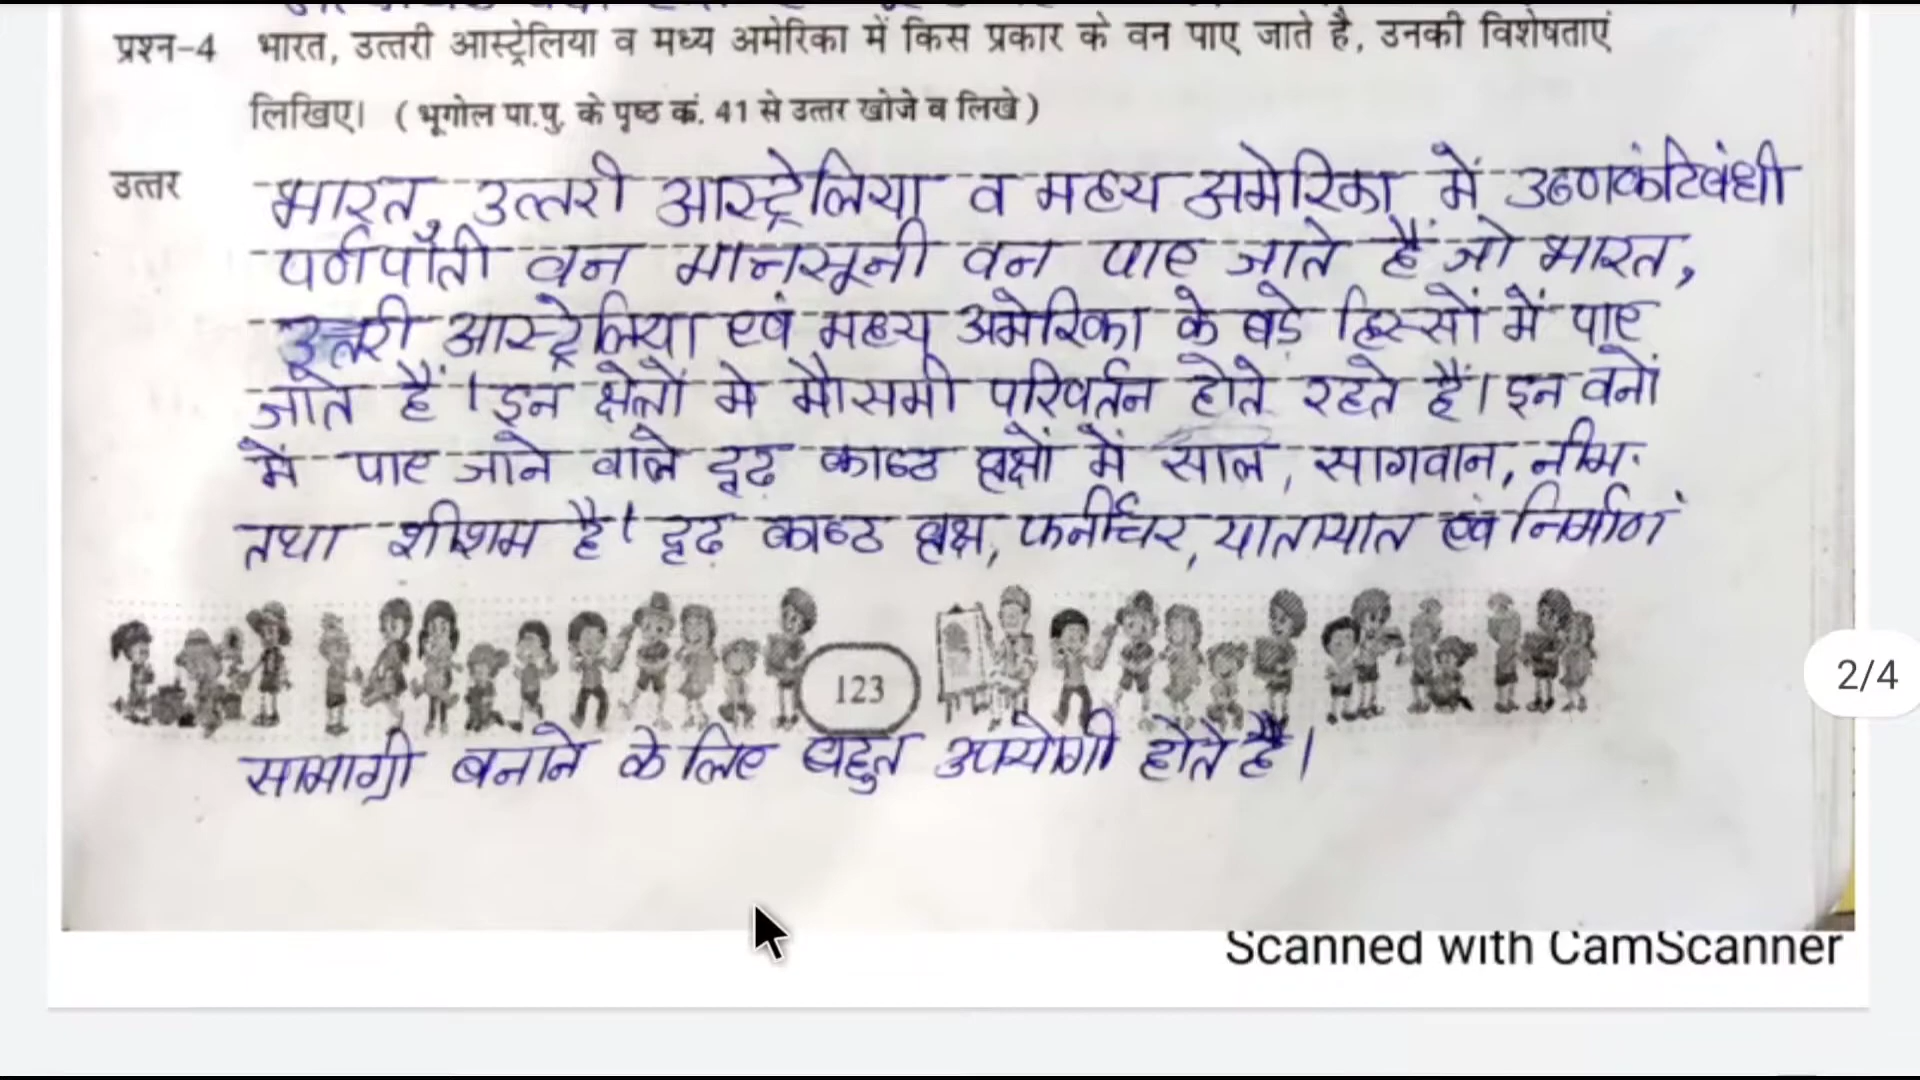 प्रश्न-4 भारत, उत्तरी आस्ट्रेलिया व मध्य अमेरिका में किस प्रकार के वन पाए जाते है, उनकी विशेषताएं
लिखिए। ( भूगोल पा.पु. के पृष्ठ कं. 41 से उत्तर खोजे व लिखे )
उत्तर भारत, उत्तरी आस्ट्रेलिया व मध्य अमेरिका में उष्णकंटिबंधी
पर्णपाती वन मानसूनी वन पाए जाते हैं जो भारत,
उत्तरी आस्ट्रेलिया एवं मध्य अमेरिका के बड़े हिस्सों में पाए
जाते हैं। इन क्षेत्रों मे मौसमी परिवर्तन होते रहते हैं। इन वनों
में पाए जाने वाले दृढ़ काष्ठ वृक्षों में साल, सागवान, नीम
तथा शीशम है। दृढ़ काष्ठ वृक्ष, फर्नीचर, यातायात एवं निर्माण
123
2/4
सामाग्री बनाने के लिए बहुत उपयोगी होते है।
Scanned with CamScanner